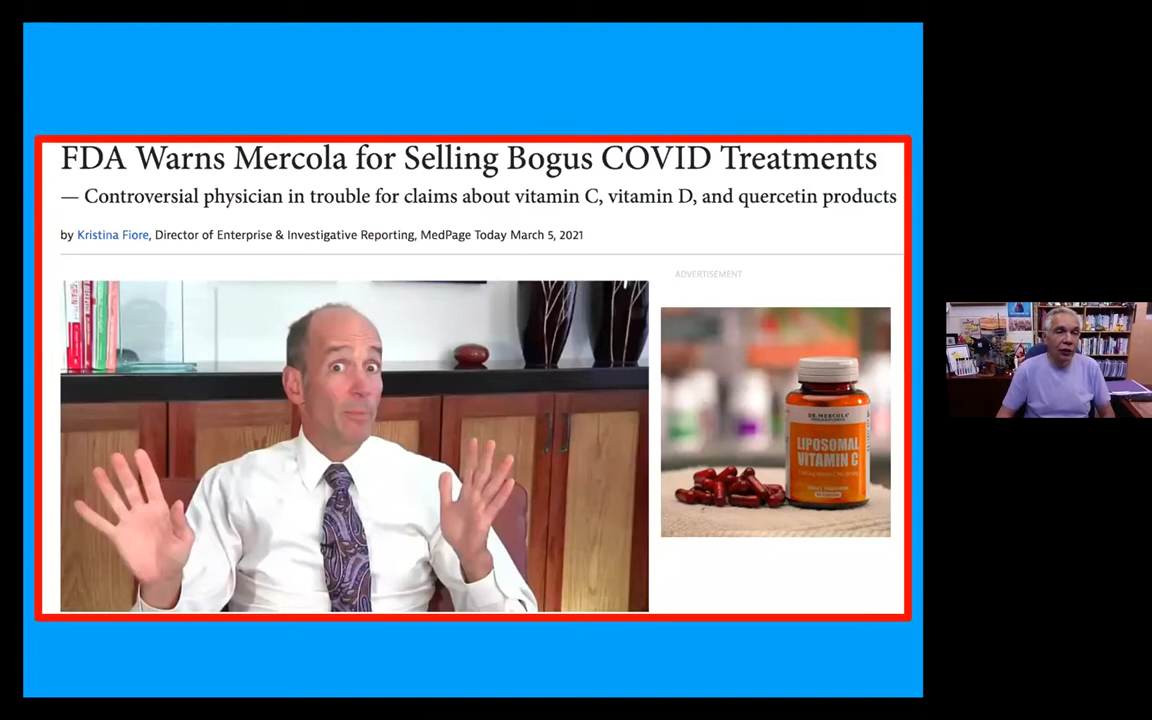 FDA Warns Mercola for Selling Bogus COVID Treatments
— Controversial physician in trouble for claims about vitamin C, vitamin D, and quercetin products
by Kristina Fiore, Director of Enterprise & Investigative Reporting, MedPage Today March 5, 2021
ADVERTISEMENT
DR. MERCOLA
LIPOSOMAL
VITAMIN C